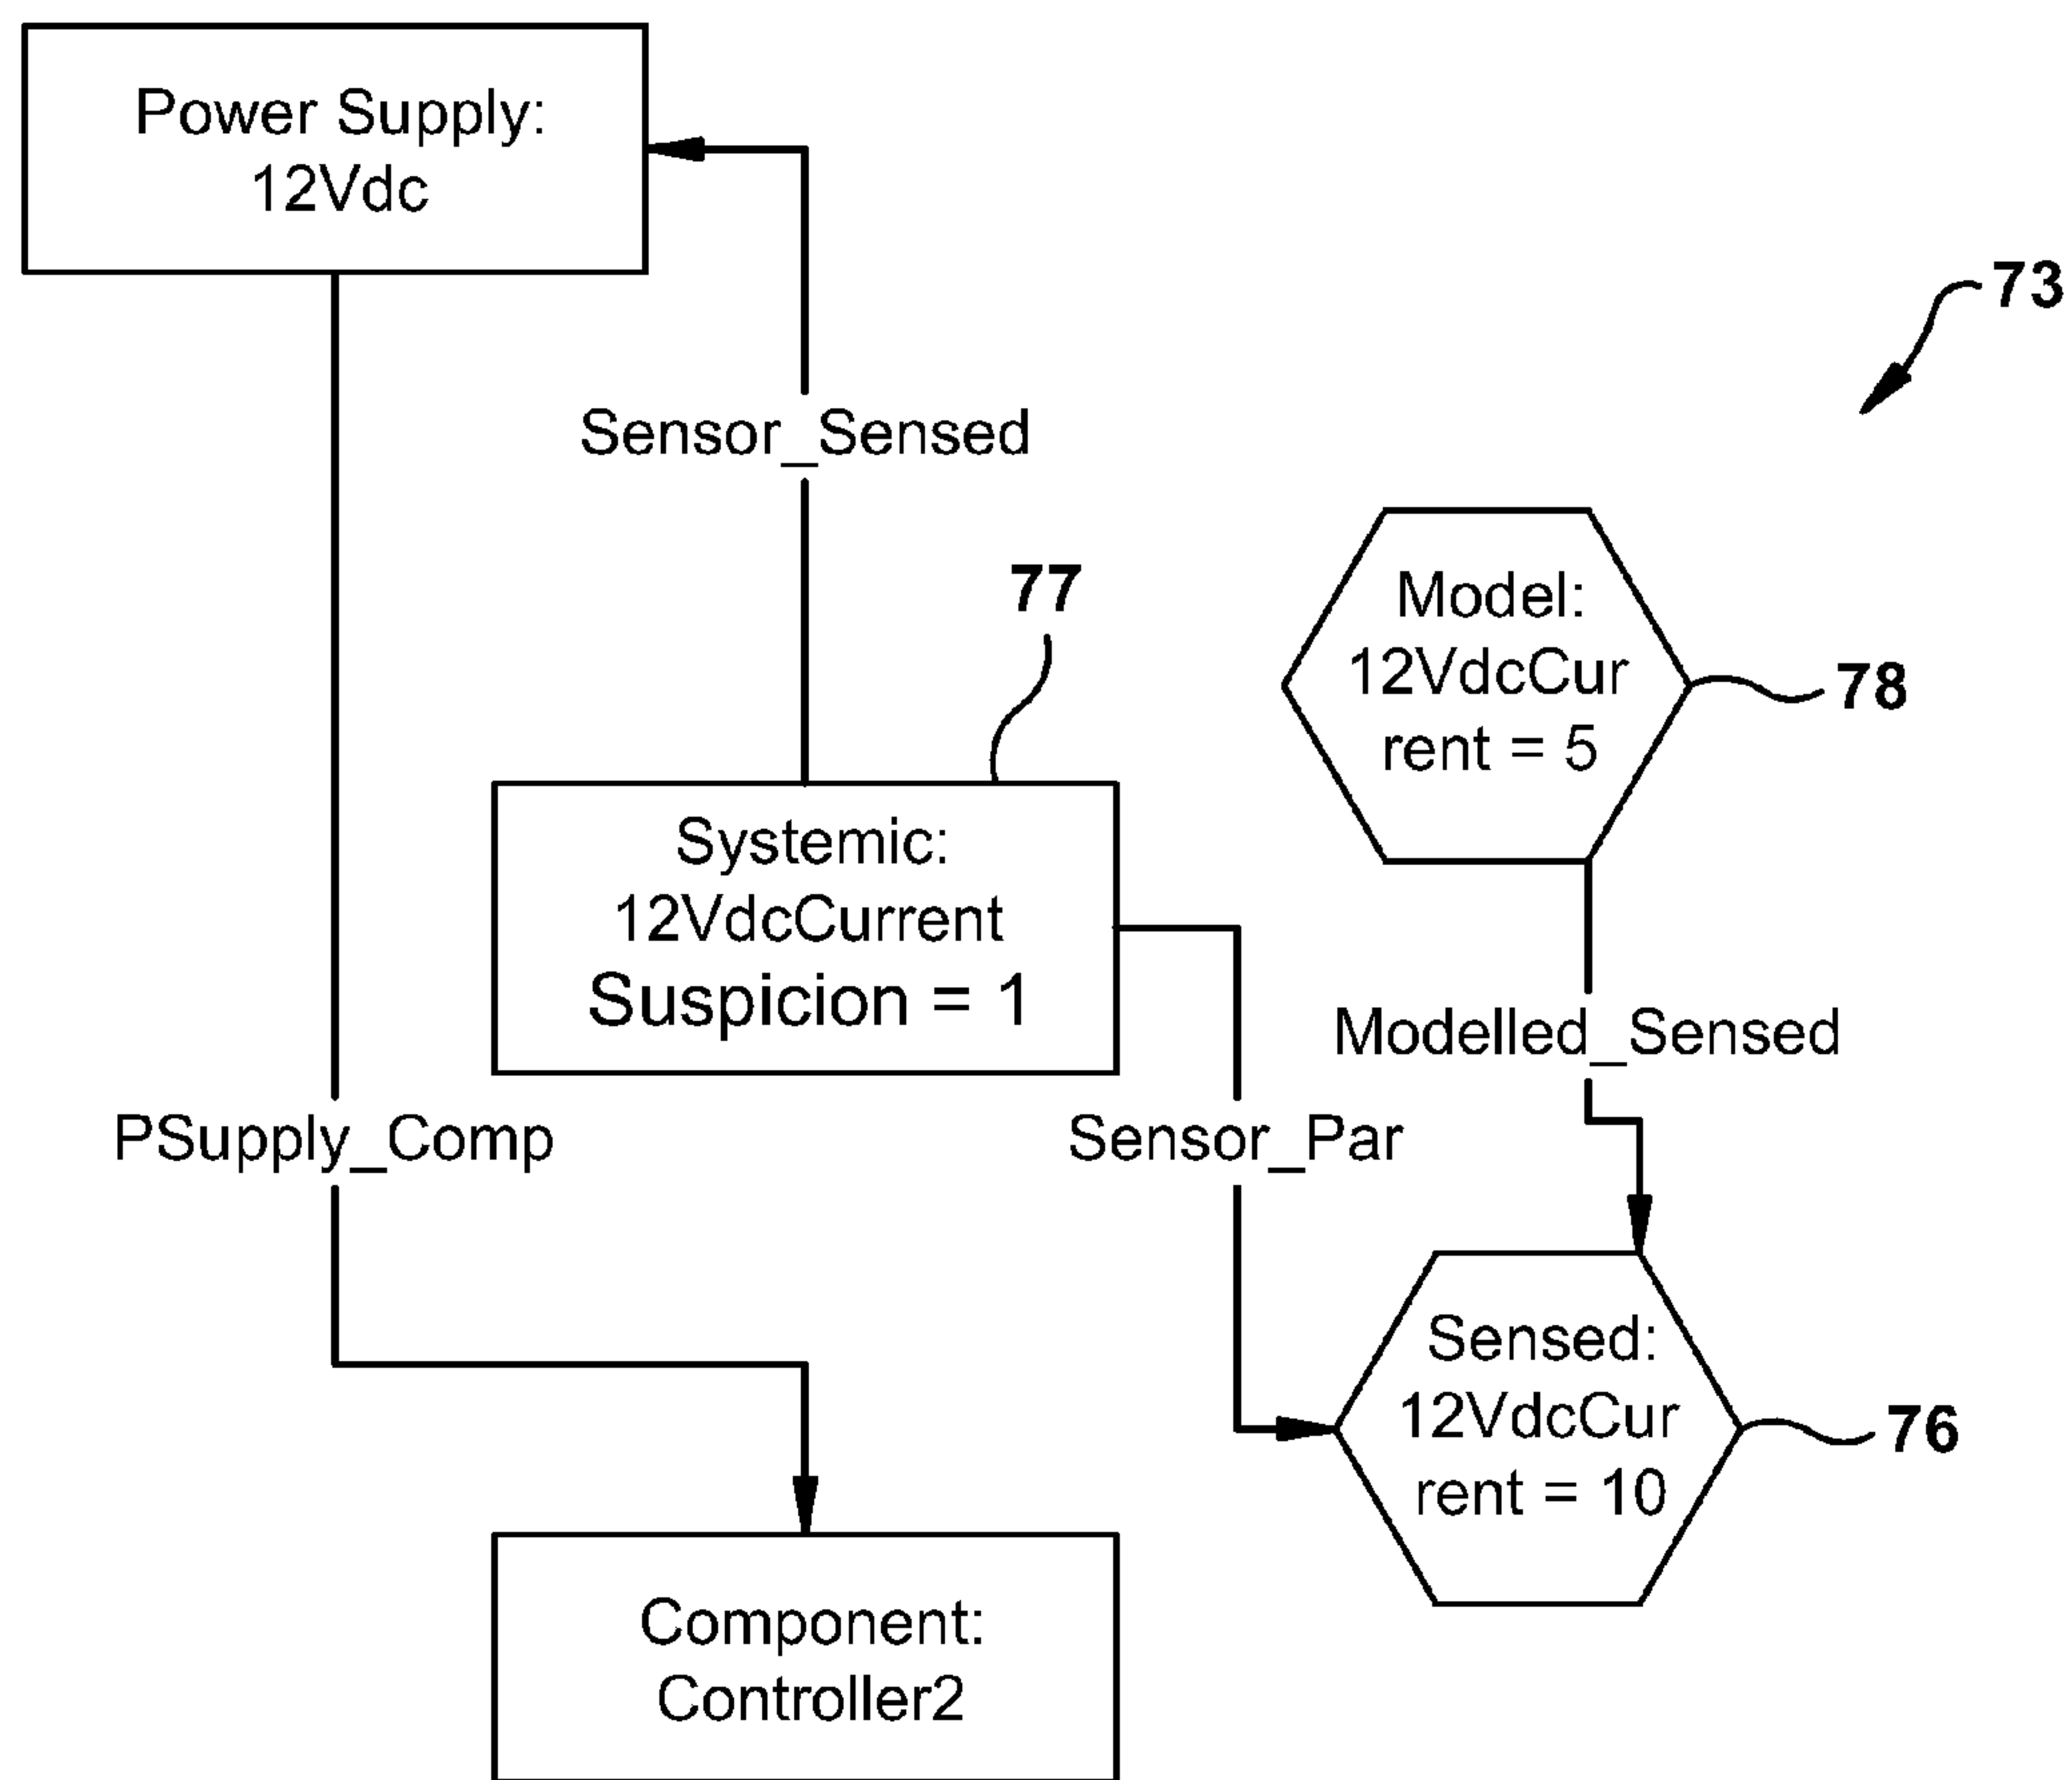 Power Supply:
12Vdc
73
Sensor_Sensed
77
Model:
12VdcCur
rent = 5
78
Systemic:
12VdcCurrent
Suspicion = 1
Modelled_Sensed
PSupply_Comp
Sensor_Par
Sensed:
12VdcCur
rent = 10
76
Component:
Controller2